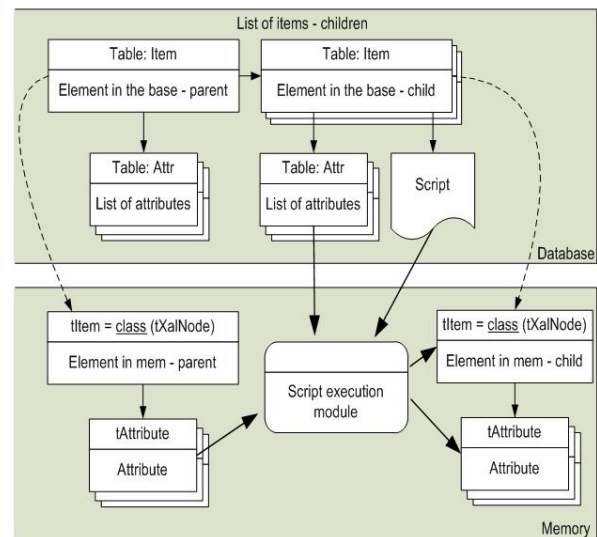 List of items - children
Table: Item
Element in the base - parent
Table: Item
Element in the base - child
Table: Attr
List of attributes
Table: Attr
List of attributes
Script
Database
tItem = class (tXalNode)
Element in mem - parent
tAttribute
Attribute
Script execution
module
tItem = class (tXalNode)
Element in mem - child
tAttribute
Attribute
Memory